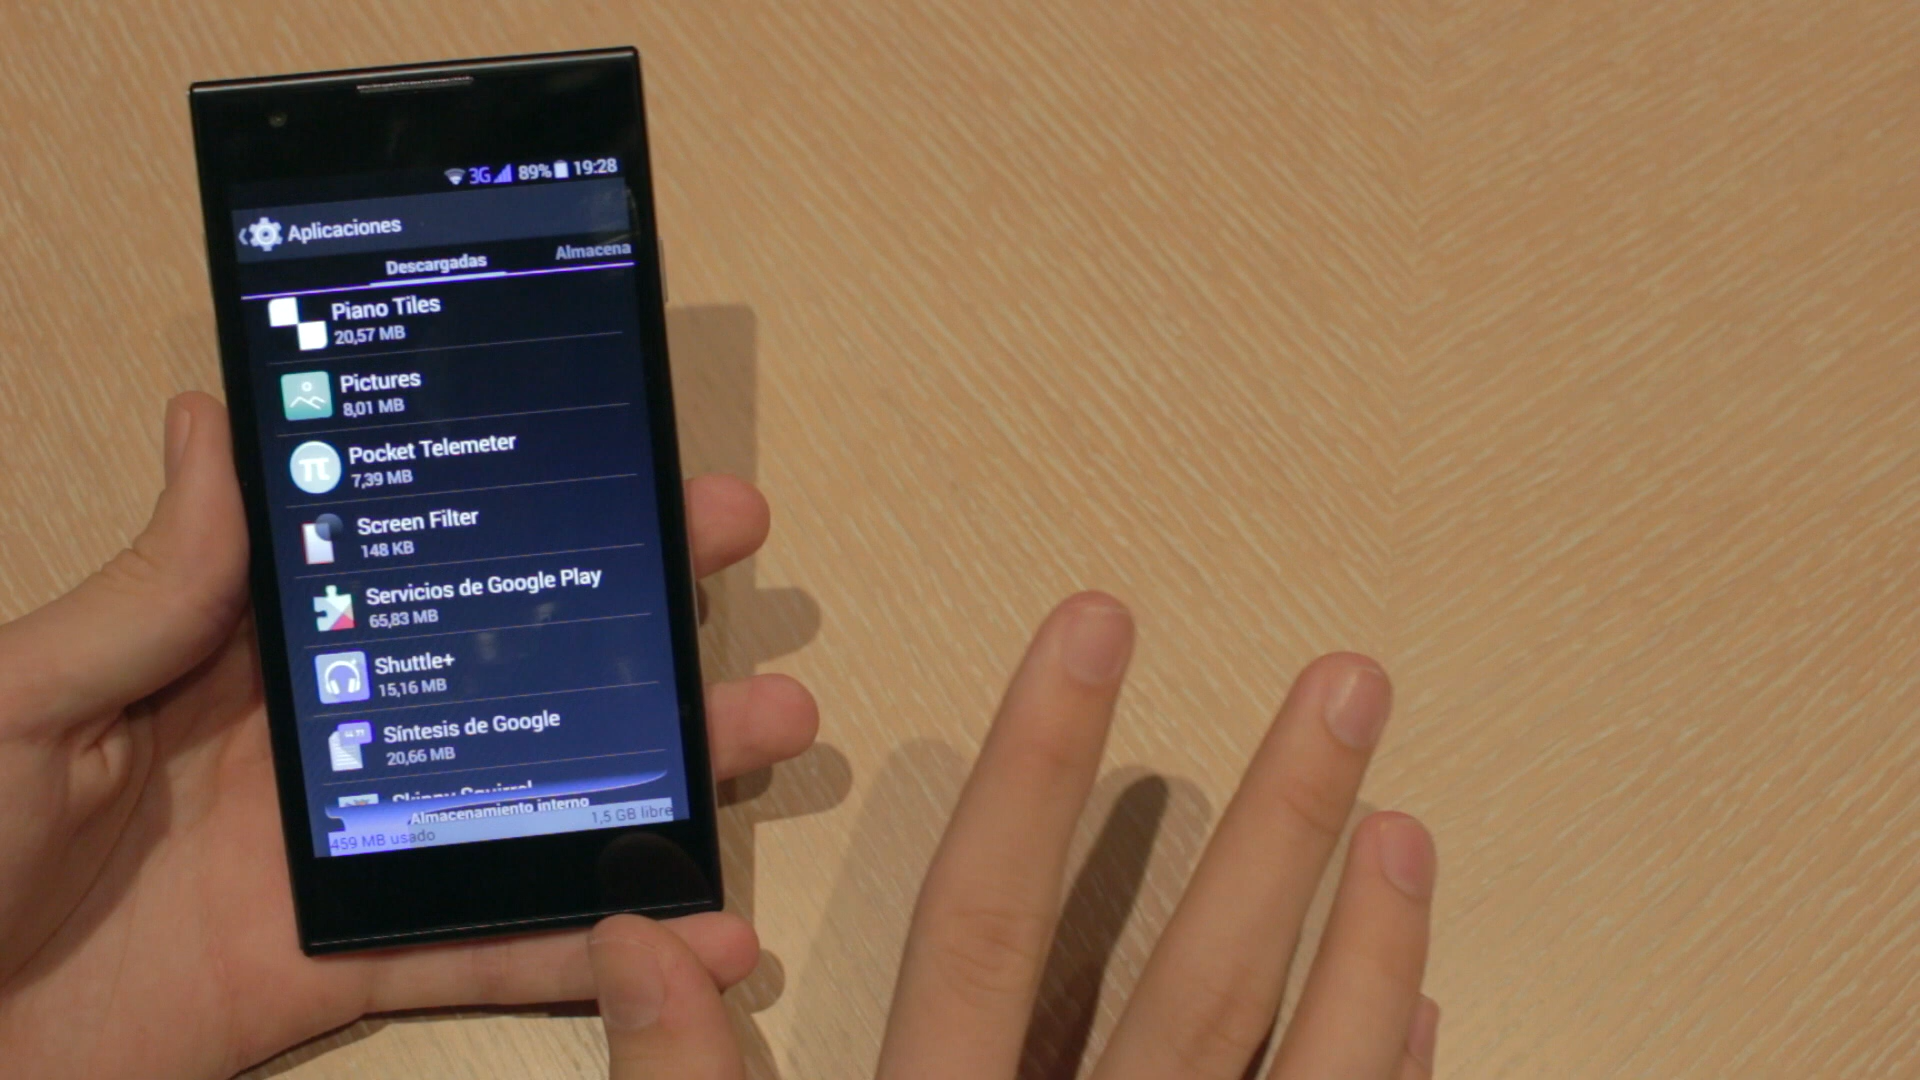 3G 89% 19:28
Aplicaciones
Descargadas Almacena
Piano Tiles
20,57 MB
Pictures
8,01 MB
Pocket Telemeter
7,39 MB
Screen Filter
148 KB
Servicios de Google Play
65,83 MB
Shuttle+
15,16 MB
Síntesis de Google
20,66 MB
Skinny Squirrel
Almacenamiento interno
459 MB usado 1,5 GB libre